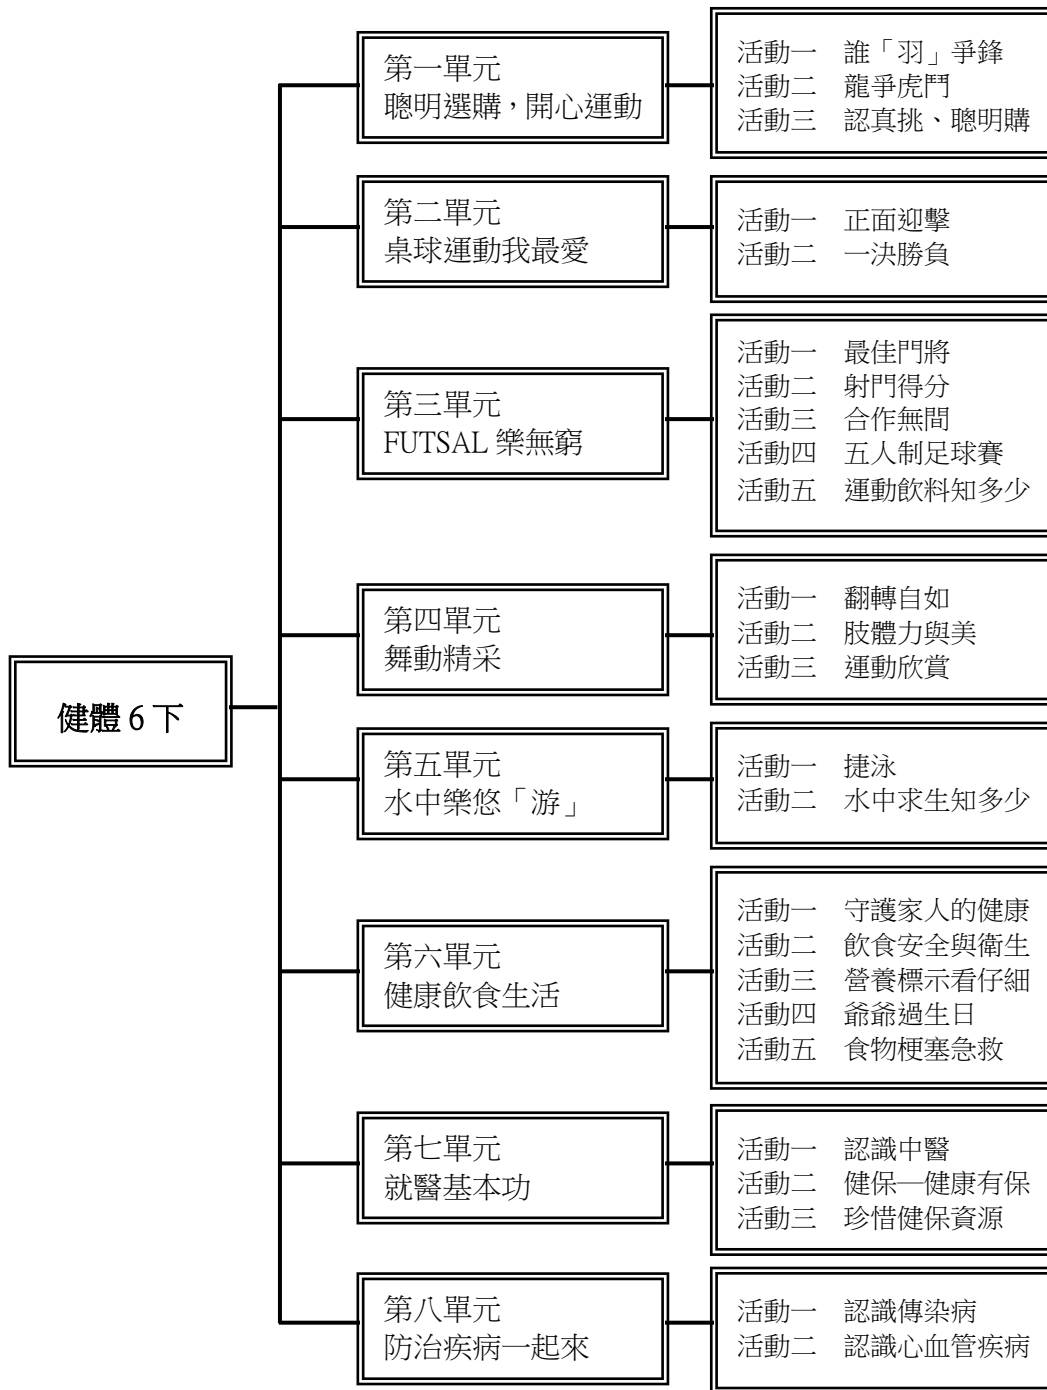 健體 6 下
第一單元
聰明選購，開心運動
活動一　誰「羽」爭鋒
活動二　龍爭虎鬥
活動三　認真挑、聰明購
第二單元
桌球運動我最愛
活動一　正面迎擊
活動二　一決勝負
第三單元
FUTSAL 樂無窮
活動一　最佳門將
活動二　射門得分
活動三　合作無間
活動四　五人制足球賽
活動五　運動飲料知多少
第四單元
舞動精采
活動一　翻轉自如
活動二　肢體力與美
活動三　運動欣賞
第五單元
水中樂悠「游」
活動一　捷泳
活動二　水中求生知多少
第六單元
健康飲食生活
活動一　守護家人的健康
活動二　飲食安全與衛生
活動三　營養標示看仔細
活動四　爺爺過生日
活動五　食物梗塞急救
第七單元
就醫基本功
活動一　認識中醫
活動二　健保─健康有保
活動三　珍惜健保資源
第八單元
防治疾病一起來
活動一　認識傳染病
活動二　認識心血管疾病